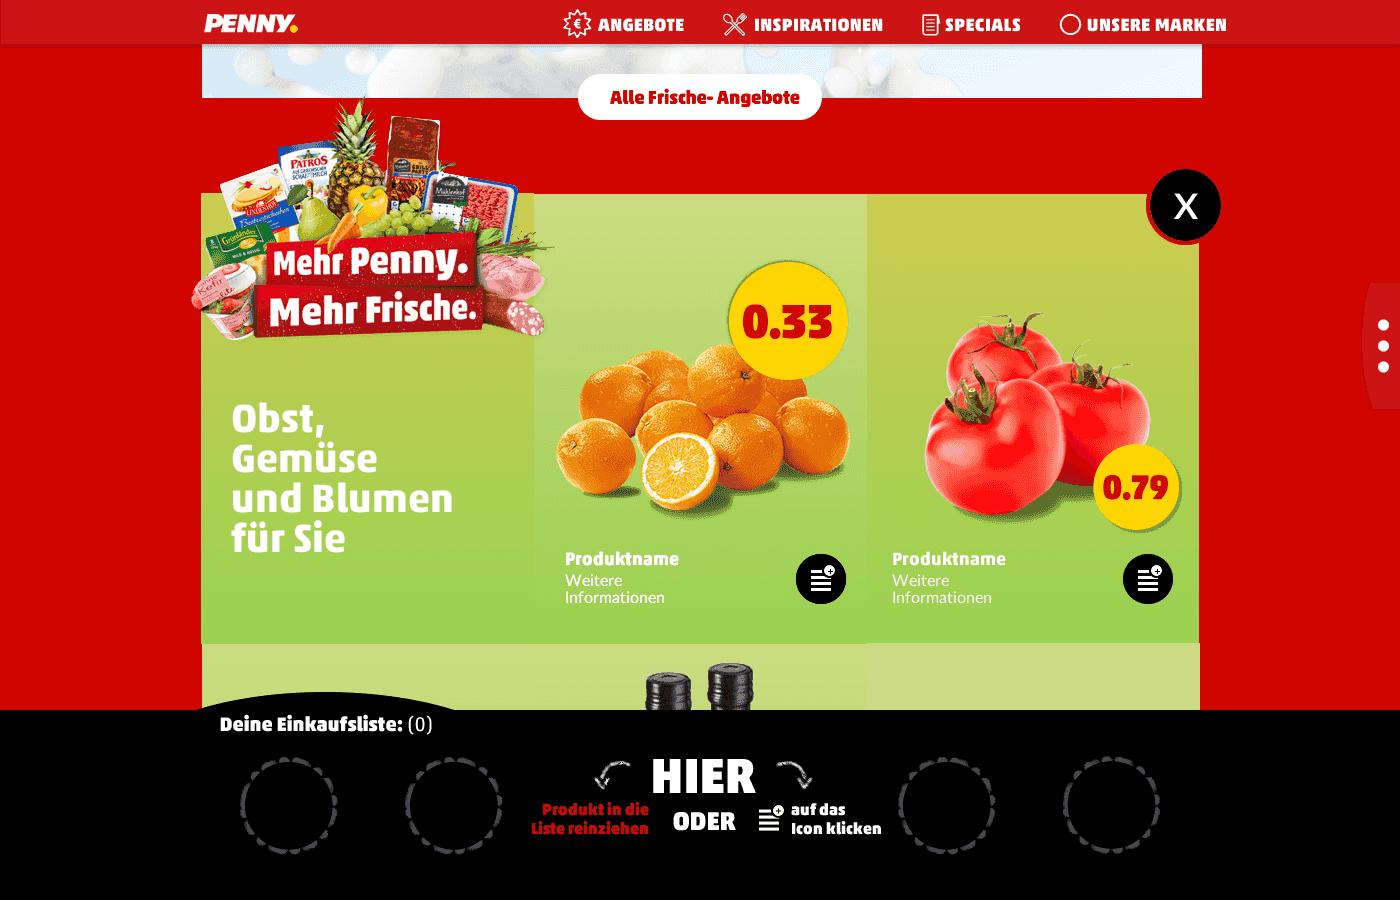 PENNY.
ANGEBOTE
INSPIRATIONEN
SPECIALS
UNSERE MARKEN
Alle Frische- Angebote
PATROS
Mühlenhof
Grünländer
Mehr Penny.
Mehr Frische.
X
0.33
0.79
Obst,
Gemüse
und Blumen
für Sie
Produktname
Weitere
Informationen
Produktname
Weitere
Informationen
Deine Einkaufsliste: (0)
HIER
Produkt in die
Liste reinziehen
ODER
auf das
Icon klicken